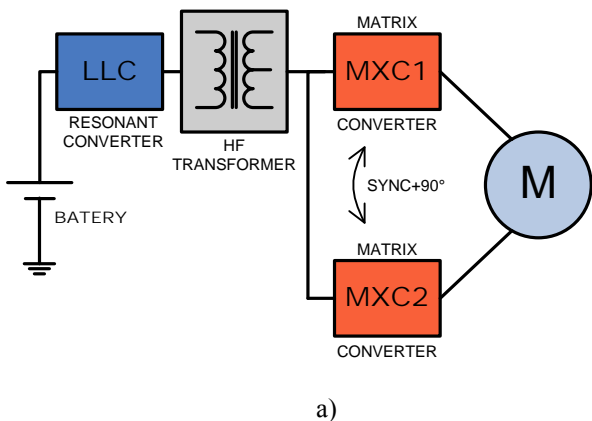 LLC
RESONANT
CONVERTER
HF
TRANSFORMER
MATRIX
MXC1
CONVERTER
SYNC+90°
MATRIX
MXC2
CONVERTER
M
BATERY
a)